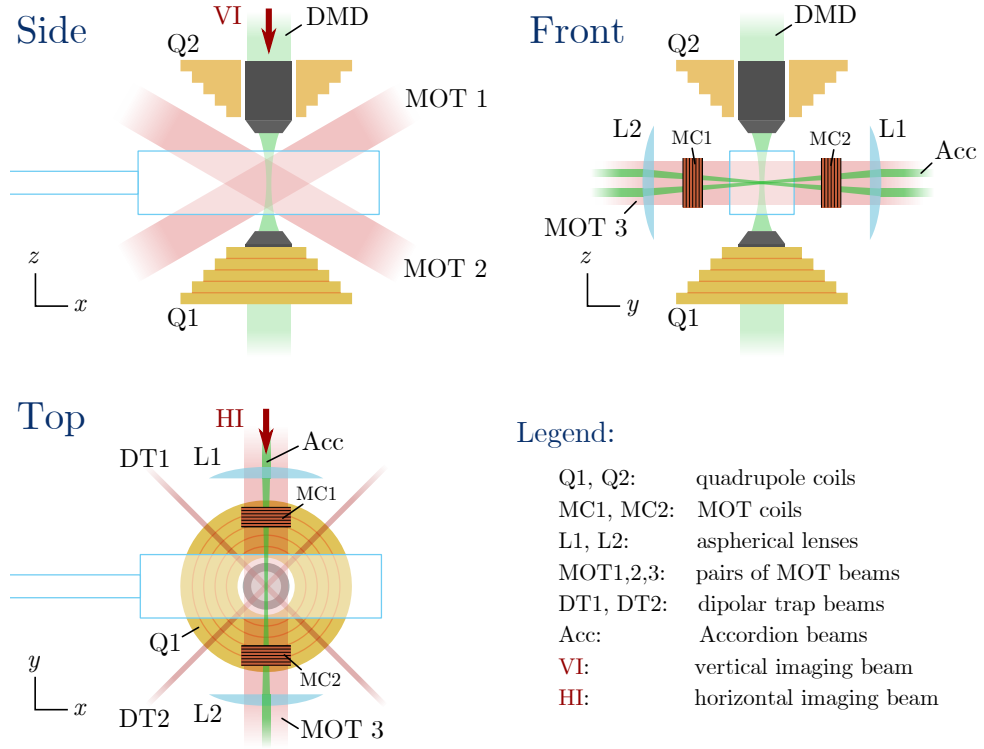 Side
VI
DMD
Q2
MOT 1
MOT 2
z
x
Q1
Front
DMD
Q2
L2
MC1
MC2
L1
Acc
MOT 3
z
y
Q1
Top
HI
Acc
DT1
L1
MC1
Q1
MC2
y
x
DT2
L2
MOT 3
Legend:
Q1, Q2: quadrupole coils
MC1, MC2: MOT coils
L1, L2: aspherical lenses
MOT1,2,3: pairs of MOT beams
DT1, DT2: dipolar trap beams
Acc: Accordion beams
VI: vertical imaging beam
HI: horizontal imaging beam